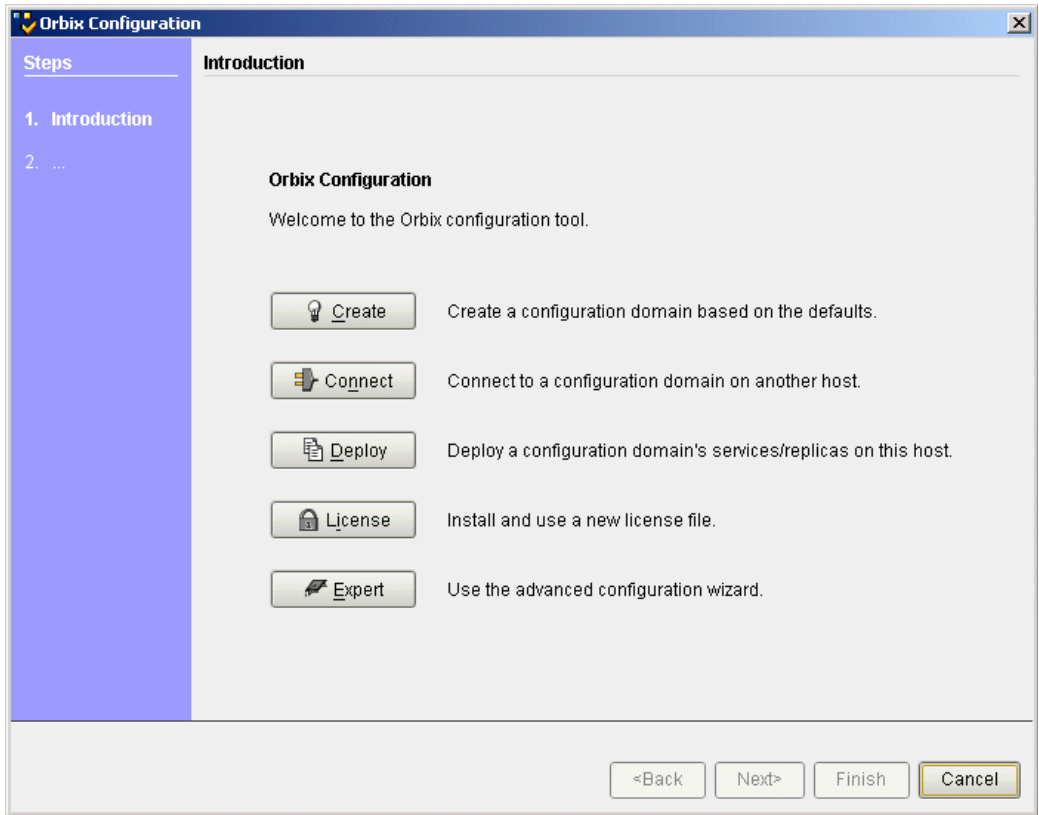 Orbix Configuration
Steps
Introduction
1. Introduction
2. ...
Orbix Configuration
Welcome to the Orbix configuration tool.
Create
Create a configuration domain based on the defaults.
Connect
Connect to a configuration domain on another host.
Deploy
Deploy a configuration domain's services/replicas on this host.
License
Install and use a new license file.
Expert
Use the advanced configuration wizard.
<Back
Next>
Finish
Cancel